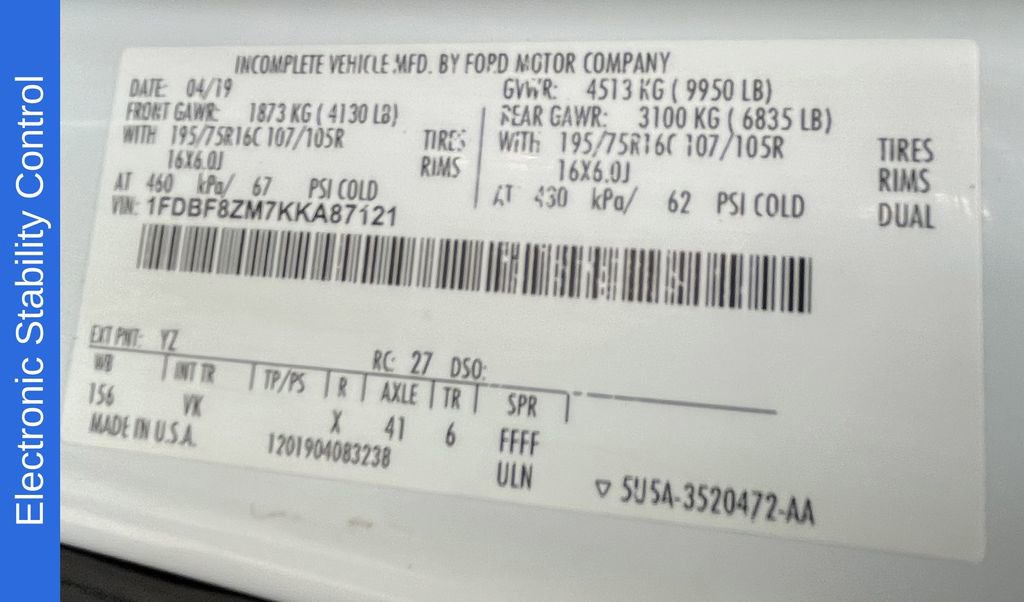 Electronic Stability Control
INCOMPLETE VEHICLE MFD. BY FORD MOTOR COMPANY
DATE: 04/19 GVWR: 4513 KG ( 9950 LB)
FRONT GAWR: 1873 KG ( 4130 LB) REAR GAWR: 3100 KG ( 6835 LB)
WITH 195/75R16C 107/105R TIRES WITH 195/75R16C 107/105R TIRES
16X6.0J RIMS 16X6.0J RIMS
AT 460 kPa/ 67 PSI COLD AT 430 kPa/ 62 PSI COLD DUAL
VIN: 1FDBF8ZM7KKA87121
EXT PNT: YZ RC: 27 DSO:
WB INT TR TP/PS R AXLE TR SPR
156 VK X 41 6 FFFF
MADE IN U.S.A. 1201904083238 ULN
▽ 5U5A-3520472-AA